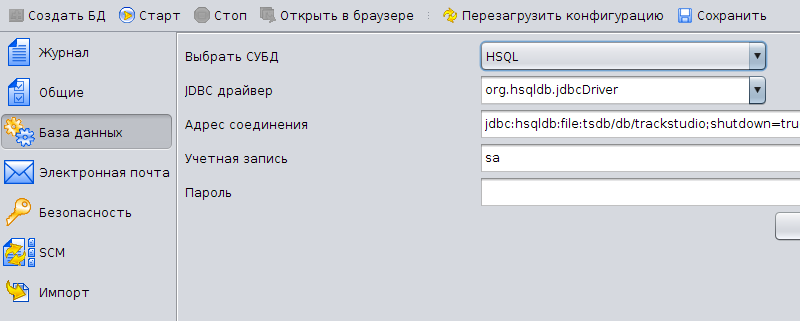 Создать БД Старт Стоп Открыть в браузере Перезагрузить конфигурацию Сохранить
Журнал
Общие
База данных
Электронная почта
Безопасность
SCM
Импорт
Выбрать СУБД HSQL
JDBC драйвер org.hsqldb.jdbcDriver
Адрес соединения jdbc:hsqldb:file:tsdb/db/trackstudio;shutdown=tru
Учетная запись sa
Пароль